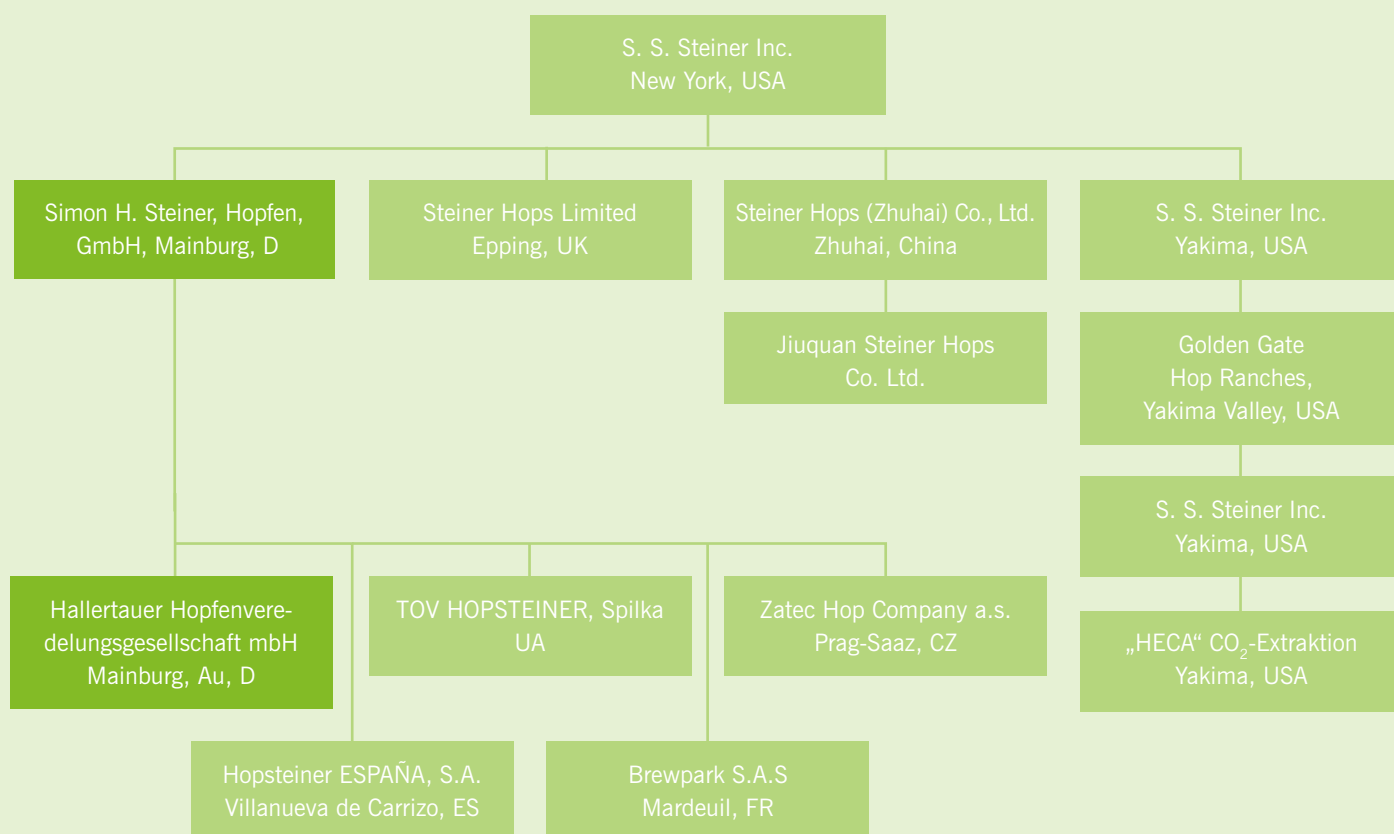 S. S. Steiner Inc.
New York, USA
Simon H. Steiner, Hopfen,
GmbH, Mainburg, D
Steiner Hops Limited
Epping, UK
Steiner Hops (Zhuhai) Co., Ltd.
Zhuhai, China
S. S. Steiner Inc.
Yakima, USA
Jiuquan Steiner Hops
Co. Ltd.
Golden Gate
Hop Ranches,
Yakima Valley, USA
S. S. Steiner Inc.
Yakima, USA
Hallertauer Hopfenvere-
delungsgesellschaft mbH
Mainburg, Au, D
TOV HOPSTEINER, Spilka
UA
Zatec Hop Company a.s.
Prag-Saaz, CZ
„HECA“ CO₂-Extraktion
Yakima, USA
Hopsteiner ESPAÑA, S.A.
Villanueva de Carrizo, ES
Brewpark S.A.S
Mardeuil, FR